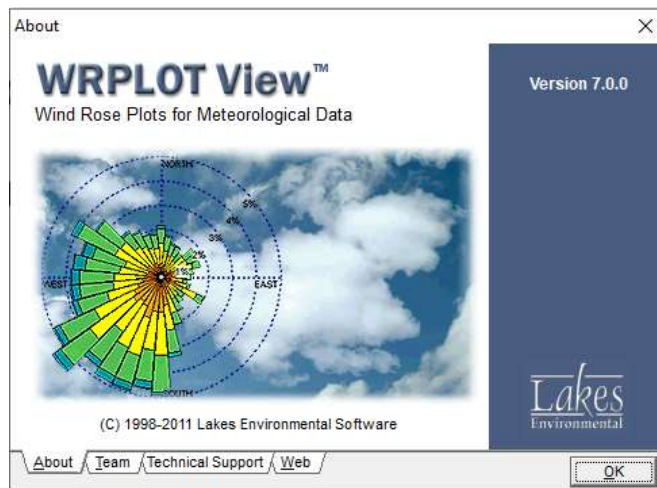 About
WRPLOT View™
Wind Rose Plots for Meteorological Data
Version 7.0.0
NORTH
5%
4%
3%
2%
1%
WEST
EAST
SOUTH
Lakes
Environmental
(C) 1998-2011 Lakes Environmental Software
About
Team
Technical Support
Web
OK